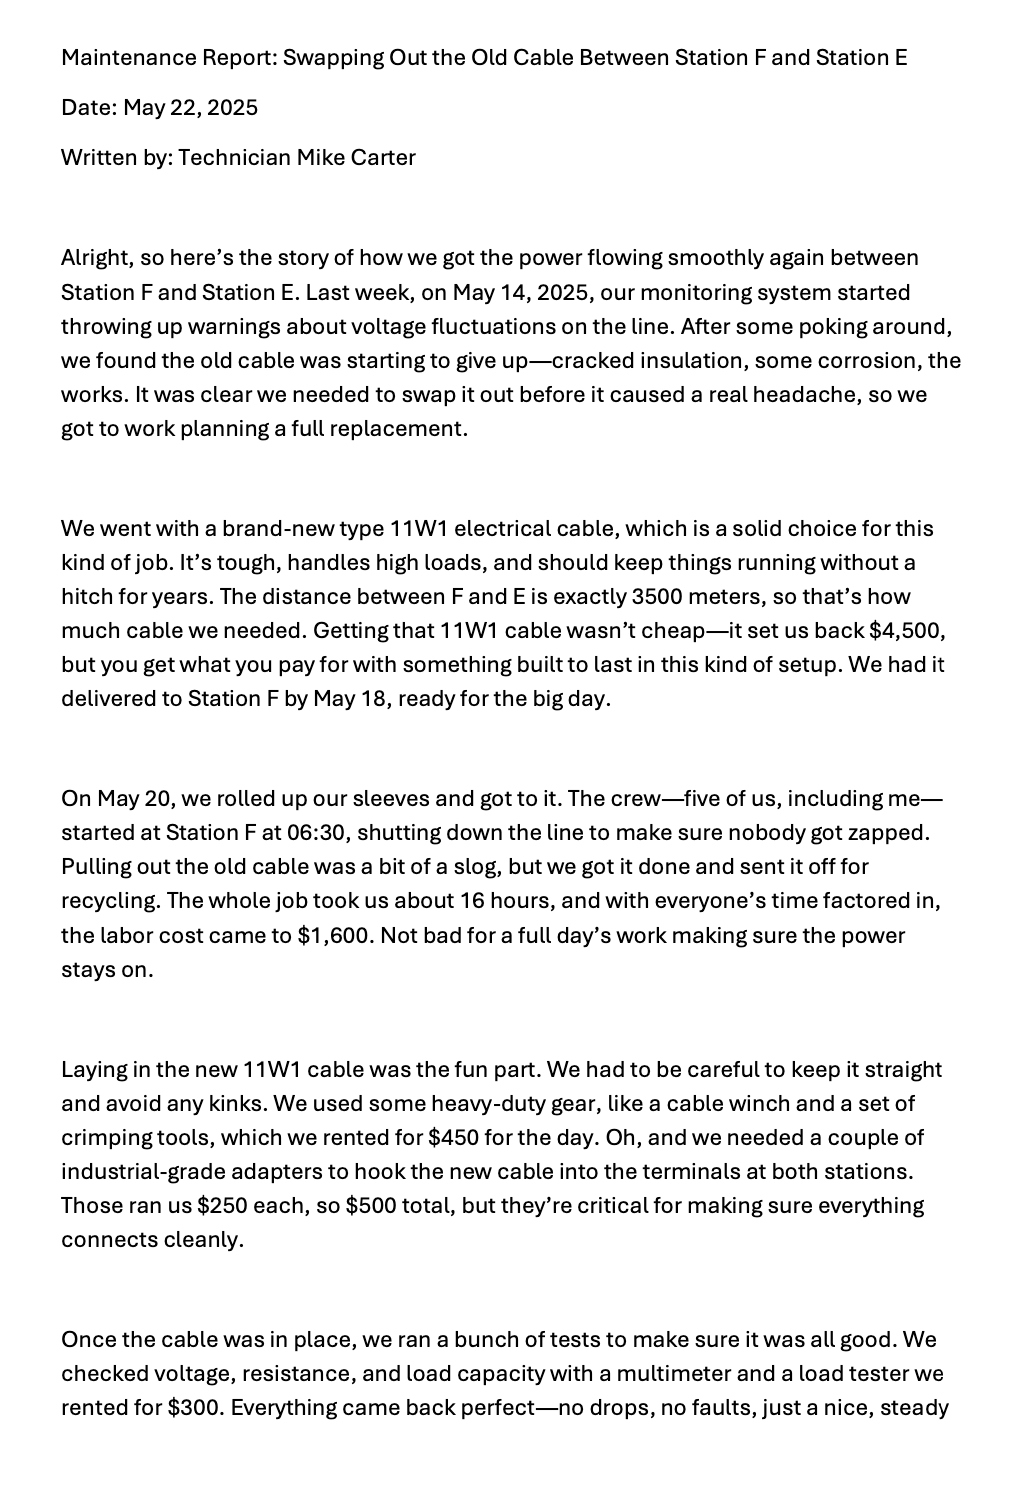 Maintenance Report: Swapping Out the Old Cable Between Station F and Station E
Date: May 22, 2025
Written by: Technician Mike Carter
Alright, so here’s the story of how we got the power flowing smoothly again between
Station F and Station E. Last week, on May 14, 2025, our monitoring system started
throwing up warnings about voltage fluctuations on the line. After some poking around,
we found the old cable was starting to give up—cracked insulation, some corrosion, the
works. It was clear we needed to swap it out before it caused a real headache, so we
got to work planning a full replacement.
We went with a brand-new type 11W1 electrical cable, which is a solid choice for this
kind of job. It’s tough, handles high loads, and should keep things running without a
hitch for years. The distance between F and E is exactly 3500 meters, so that’s how
much cable we needed. Getting that 11W1 cable wasn’t cheap—it set us back $4,500,
but you get what you pay for with something built to last in this kind of setup. We had it
delivered to Station F by May 18, ready for the big day.
On May 20, we rolled up our sleeves and got to it. The crew—five of us, including me—
started at Station F at 06:30, shutting down the line to make sure nobody got zapped.
Pulling out the old cable was a bit of a slog, but we got it done and sent it off for
recycling. The whole job took us about 16 hours, and with everyone’s time factored in,
the labor cost came to $1,600. Not bad for a full day’s work making sure the power
stays on.
Laying in the new 11W1 cable was the fun part. We had to be careful to keep it straight
and avoid any kinks. We used some heavy-duty gear, like a cable winch and a set of
crimping tools, which we rented for $450 for the day. Oh, and we needed a couple of
industrial-grade adapters to hook the new cable into the terminals at both stations.
Those ran us $250 each, so $500 total, but they’re critical for making sure everything
connects cleanly.
Once the cable was in place, we ran a bunch of tests to make sure it was all good. We
checked voltage, resistance, and load capacity with a multimeter and a load tester we
rented for $300. Everything came back perfect—no drops, no faults, just a nice, steady